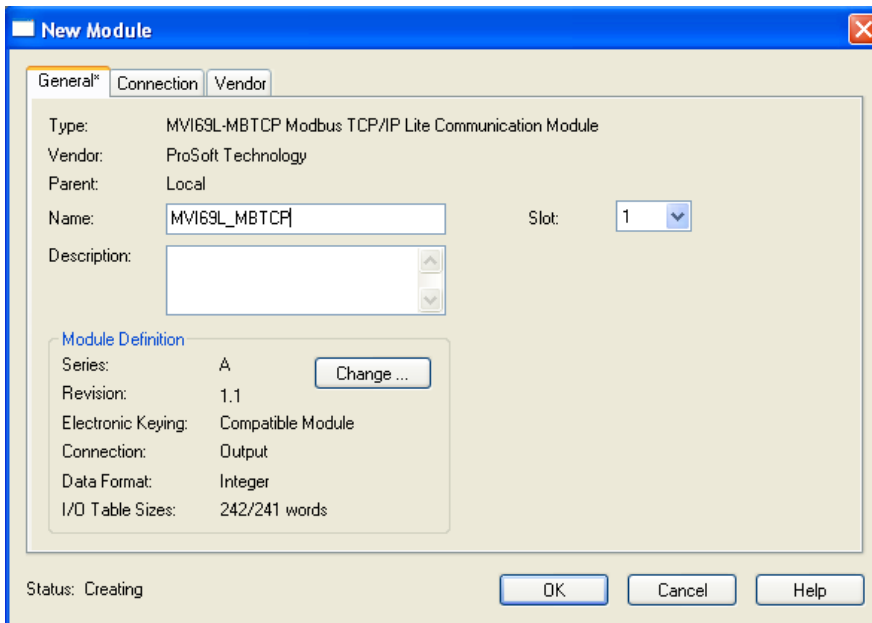 New Module
General* Connection Vendor
Type: MVI69L-MBTCP Modbus TCP/IP Lite Communication Module
Vendor: ProSoft Technology
Parent: Local
Name: MVI69L_MBTCP Slot: 1
Description:
Module Definition
Series: A Change ...
Revision: 1.1
Electronic Keying: Compatible Module
Connection: Output
Data Format: Integer
I/O Table Sizes: 242/241 words
Status: Creating OK Cancel Help